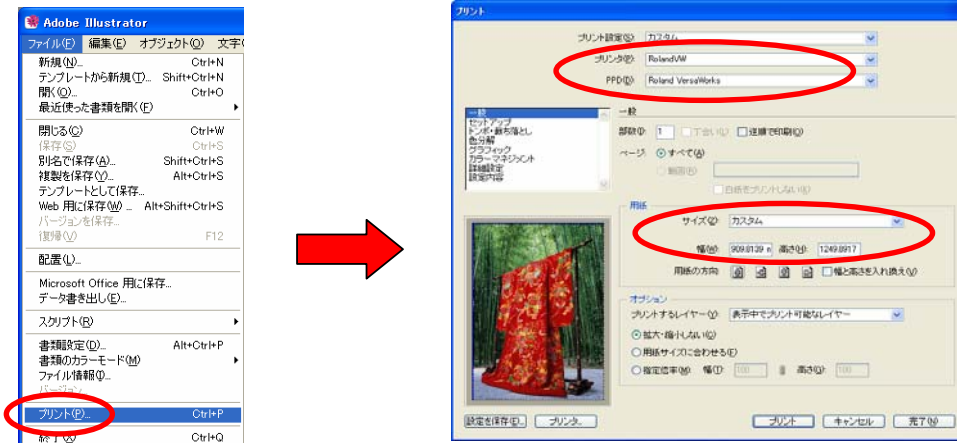 Adobe Illustrator
ファイル(F) 編集(E) オブジェクト(O) 文字(
新規(N)... Ctrl+N
テンプレートから新規(T)... Shift+Ctrl+N
開く(O)... Ctrl+O
最近使った書類を開く(F)
閉じる(C) Ctrl+W
保存(S) Ctrl+S
別名で保存(A)... Shift+Ctrl+S
複製を保存(Y)... Alt+Ctrl+S
テンプレートとして保存...
Web 用に保存(W) ... Alt+Shift+Ctrl+S
バージョンを保存...
復帰(V) F12
配置(L)...
Microsoft Office 用に保存...
データ書き出し(E)...
スクリプト(R)
書類設定(D)... Alt+Ctrl+P
書類のカラーモード(M)
ファイル情報(I)...
バージョン
プリント(P)... Ctrl+P
終了(X) Ctrl+Q
プリント
プリント設定(S): カスタム
プリンタ(P): RolandVW
PPD(D): Roland VersaWorks
一般
セットアップ
トンボ・裁ち落とし
色分解
グラフィック
カラーマネジメント
詳細設定
設定内容
一般
部数(I): 1 丁合い(L) 逆順で印刷(O)
ページ: すべて(A)
範囲(R):
白紙をプリントしない(K)
用紙
サイズ(Z): カスタム
幅(W): 909.0139 高さ(H): 1249.8917
用紙の方向: 幅と高さを入れ換え(V)
オプション
プリントするレイヤー(Y): 表示中でプリント可能なレイヤー
拡大・縮小しない(G)
用紙サイズに合わせる(F)
指定倍率(M): 幅(T): 100 高さ(Q): 100
設定を保存(E)... プリンタ... プリント キャンセル 完了(N)